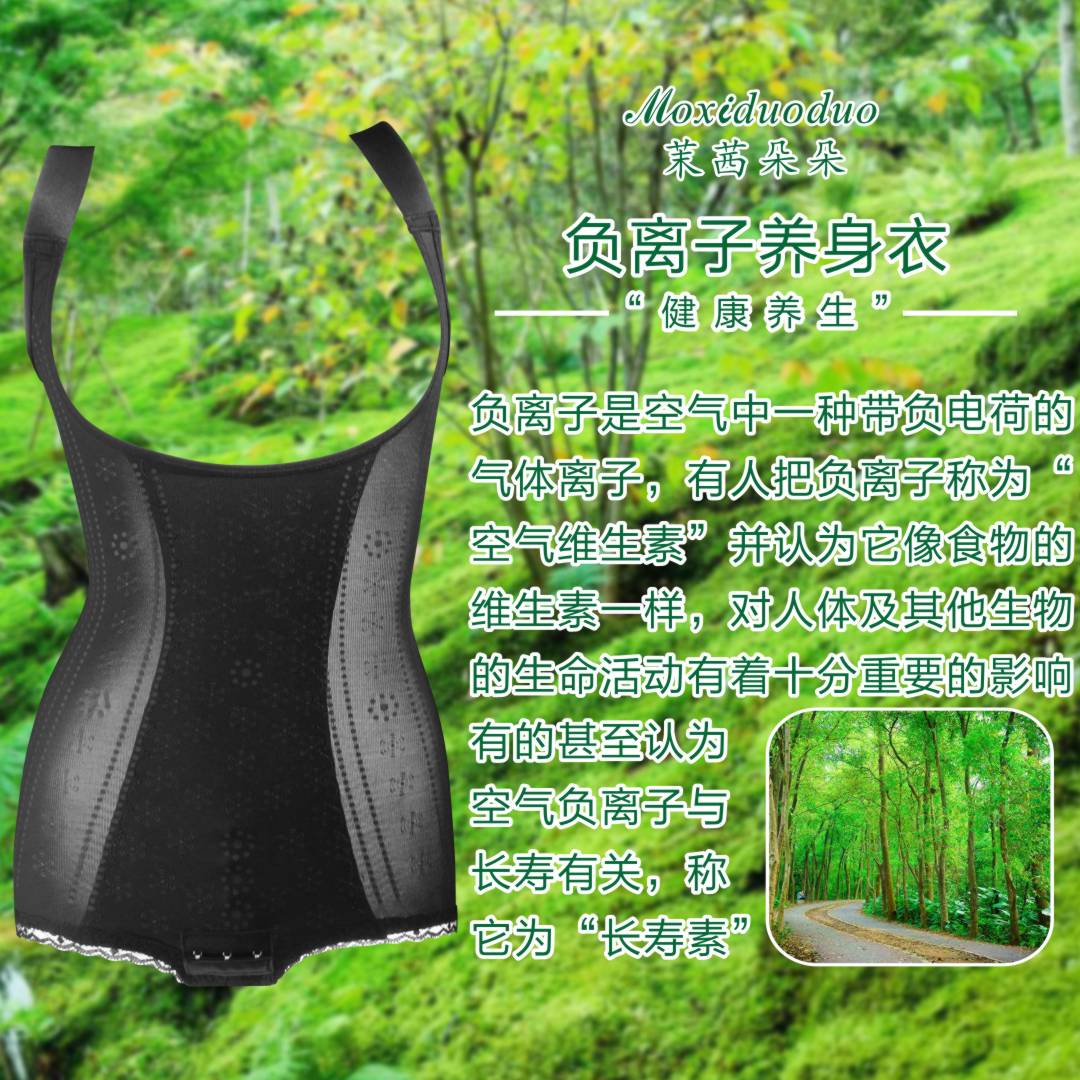 Moxiduoduo
茉茜朵朵
负离子养身衣
“健康养生”
负离子是空气中一种带负电荷的
气体离子，有人把负离子称为“
空气维生素”并认为它像食物的
维生素一样，对人体及其他生物
的生命活动有着十分重要的影响
有的甚至认为
空气负离子与
长寿有关，称
它为“长寿素”